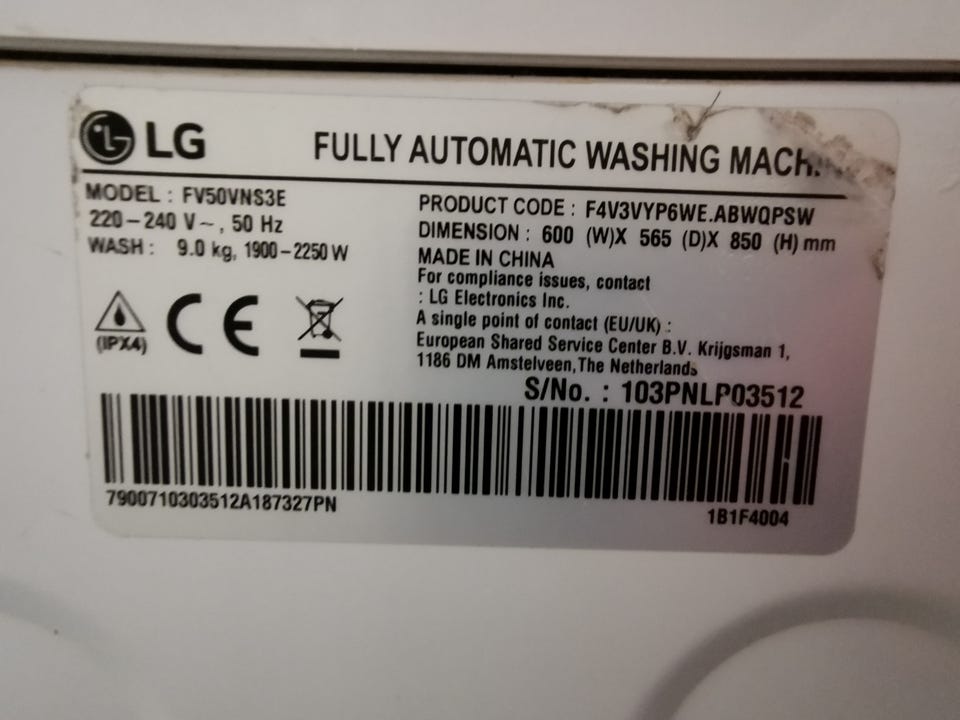 LG FULLY AUTOMATIC WASHING
MODEL : FV50VNS3E
220-240 V~, 50 Hz
WASH : 9.0 kg, 1900-2250 W
PRODUCT CODE : F4V3VYP6WE.ABWQPSW
DIMENSION : 600 (W)X 565 (D)X 850 (H) mm
MADE IN CHINA
For compliance issues, contact
: LG Electronics Inc.
A single point of contact (EU/UK) :
European Shared Service Center B.V. Krijgsman 1,
1186 DM Amstelveen, The Netherlands
(IPX4)
CE
S/No. : 103PNLP03512
7900710303512A187327PN
1B1F4004